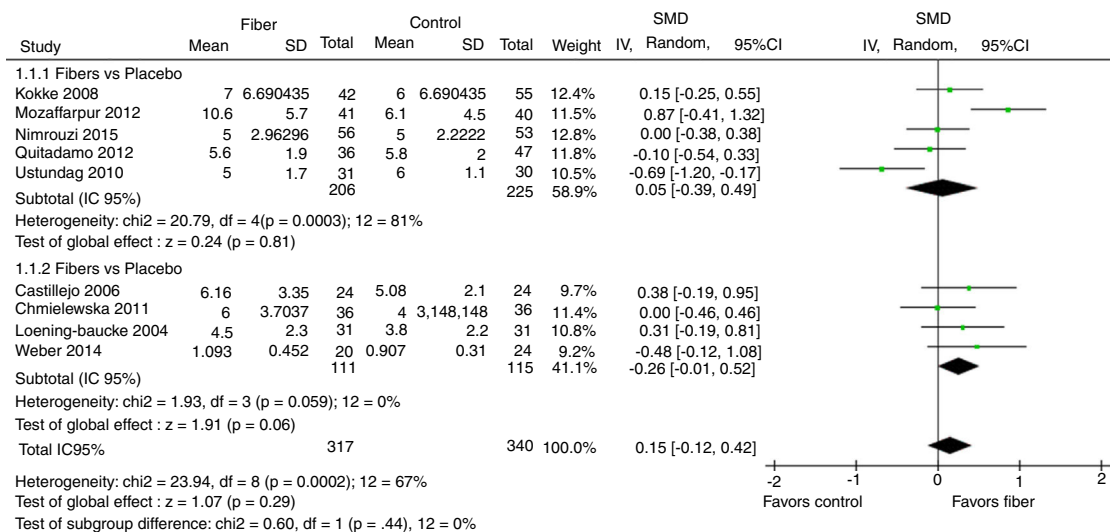 Fiber Control SMD SMD
Study Mean SD Total Mean SD Total Weight IV, Random, 95%CI IV, Random, 95%CI
1.1.1 Fibers vs Placebo
Kokke 2008 7 6.690435 42 6 6.690435 55 12.4% 0.15 [-0.25, 0.55]
Mozaffarpur 2012 10.6 5.7 41 6.1 4.5 40 11.5% 0.87 [-0.41, 1.32]
Nimrouzi 2015 5 2.96296 56 5 2.2222 53 12.8% 0.00 [-0.38, 0.38]
Quitadamo 2012 5.6 1.9 36 5.8 2 47 11.8% -0.10 [-0.54, 0.33]
Ustundag 2010 5 1.7 31 6 1.1 30 10.5% -0.69 [-1.20, -0.17]
Subtotal (IC 95%) 206 225 58.9% 0.05 [-0.39, 0.49]
Heterogeneity: chi2 = 20.79, df = 4(p = 0.0003); 12 = 81%
Test of global effect : z = 0.24 (p = 0.81)
1.1.2 Fibers vs Placebo
Castillejo 2006 6.16 3.35 24 5.08 2.1 24 9.7% 0.38 [-0.19, 0.95]
Chmielewska 2011 6 3.7037 36 4 3,148,148 36 11.4% 0.00 [-0.46, 0.46]
Loening-baucke 2004 4.5 2.3 31 3.8 2.2 31 10.8% 0.31 [-0.19, 0.81]
Weber 2014 1.093 0.452 20 0.907 0.31 24 9.2% -0.48 [-0.12, 1.08]
Subtotal (IC 95%) 111 115 41.1% -0.26 [-0.01, 0.52]
Heterogeneity: chi2 = 1.93, df = 3 (p = 0.059); 12 = 0%
Test of global effect : z = 1.91 (p = 0.06)
Total IC95% 317 340 100.0% 0.15 [-0.12, 0.42]
-2 -1 0 1 2
Heterogeneity: chi2 = 23.94, df = 8 (p = 0.0002); 12 = 67%
Test of global effect : z = 1.07 (p = 0.29)
Favors control Favors fiber
Test of subgroup difference: chi2 = 0.60, df = 1 (p = .44), 12 = 0%